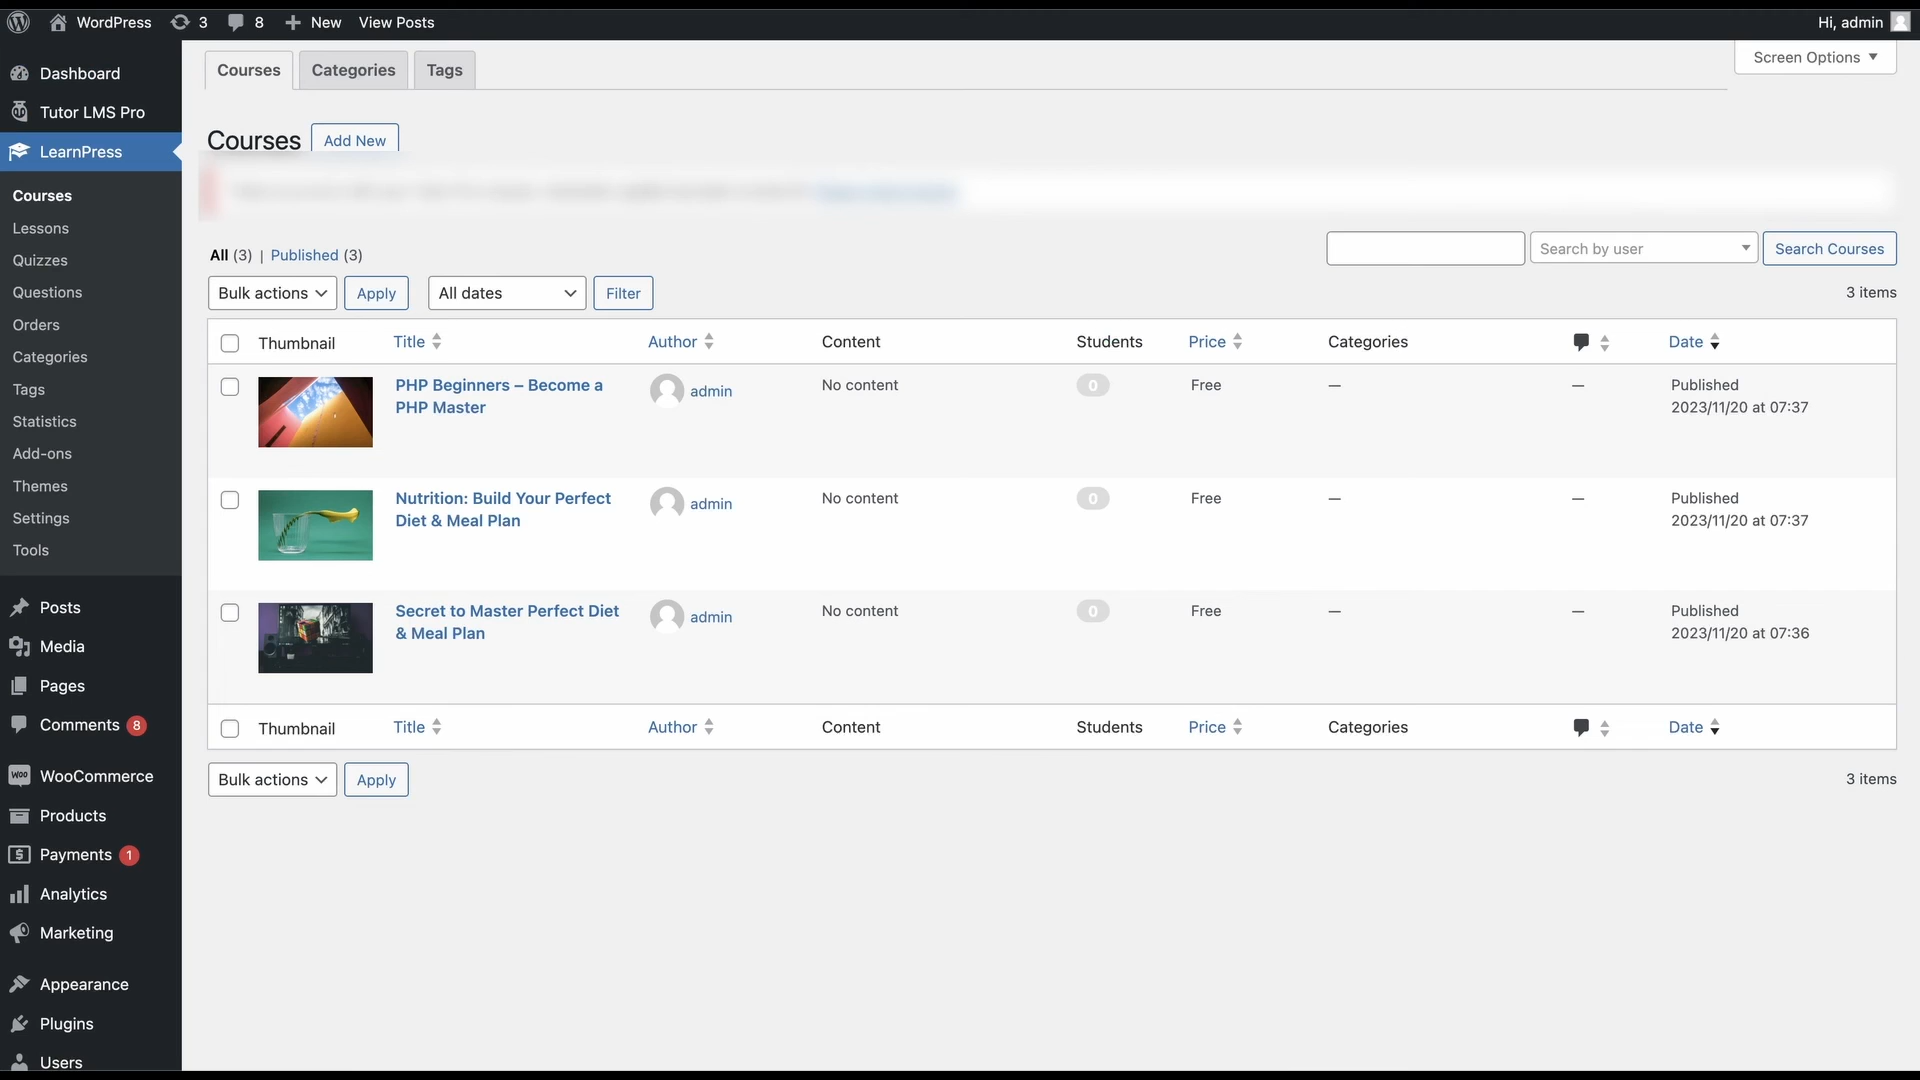 WordPress 3 8 New View Posts Hi, admin
Dashboard
Tutor LMS Pro
LearnPress
Courses
Lessons
Quizzes
Questions
Orders
Categories
Tags
Statistics
Add-ons
Themes
Settings
Tools
Posts
Media
Pages
Comments 8
WooCommerce
Products
Payments 1
Analytics
Marketing
Appearance
Plugins
Users
Courses Categories Tags Screen Options
Courses Add New
All (3) | Published (3)
Search by user Search Courses
Bulk actions Apply All dates Filter 3 items
Thumbnail Title Author Content Students Price Categories Date
PHP Beginners – Become a admin No content 0 Free — — Published
PHP Master 2023/11/20 at 07:37
Nutrition: Build Your Perfect admin No content 0 Free — — Published
Diet & Meal Plan 2023/11/20 at 07:37
Secret to Master Perfect Diet admin No content 0 Free — — Published
& Meal Plan 2023/11/20 at 07:36
Thumbnail Title Author Content Students Price Categories Date
Bulk actions Apply 3 items